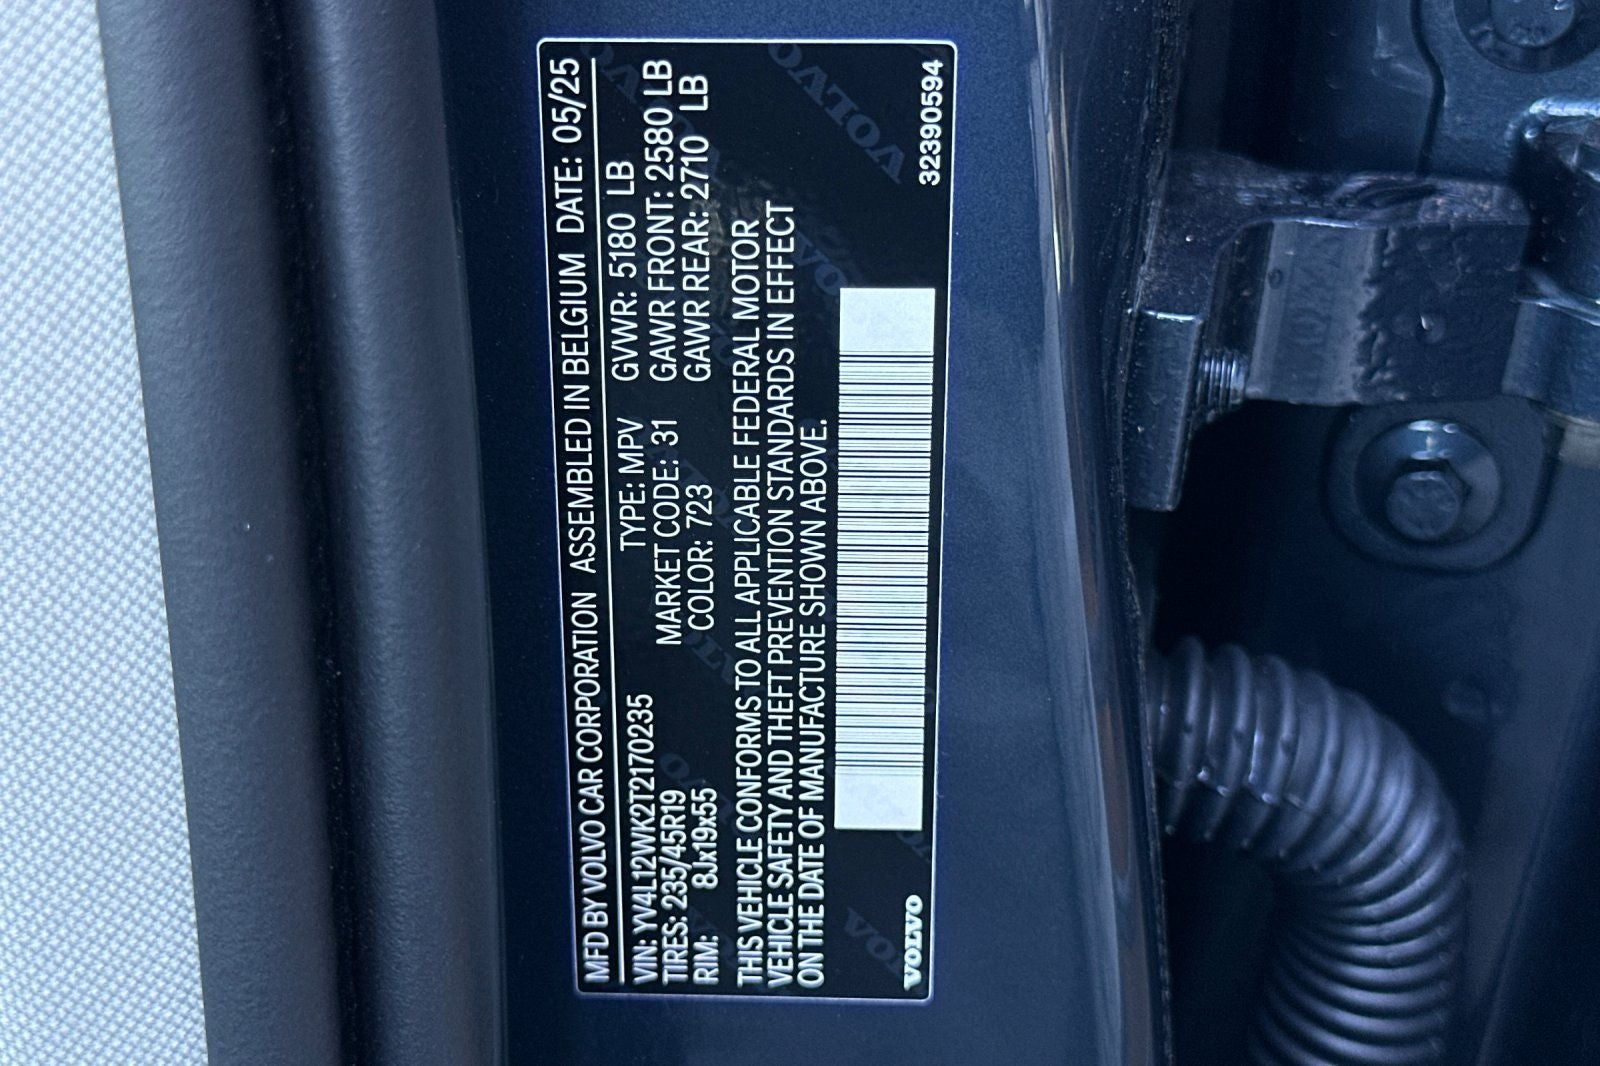 MFD BY VOLVO CAR CORPORATION ASSEMBLED IN BELGIUM DATE: 05/25
VIN: YV4L12WK2T2170235 TYPE: MPV GVWR: 5180 LB
TIRES: 235/45R19 MARKET CODE: 31 GAWR FRONT: 2580 LB
RIM: 8Jx19x55 COLOR: 723 GAWR REAR: 2710 LB
THIS VEHICLE CONFORMS TO ALL APPLICABLE FEDERAL MOTOR
VEHICLE SAFETY AND THEFT PREVENTION STANDARDS IN EFFECT
ON THE DATE OF MANUFACTURE SHOWN ABOVE.
VOLVO 32390594